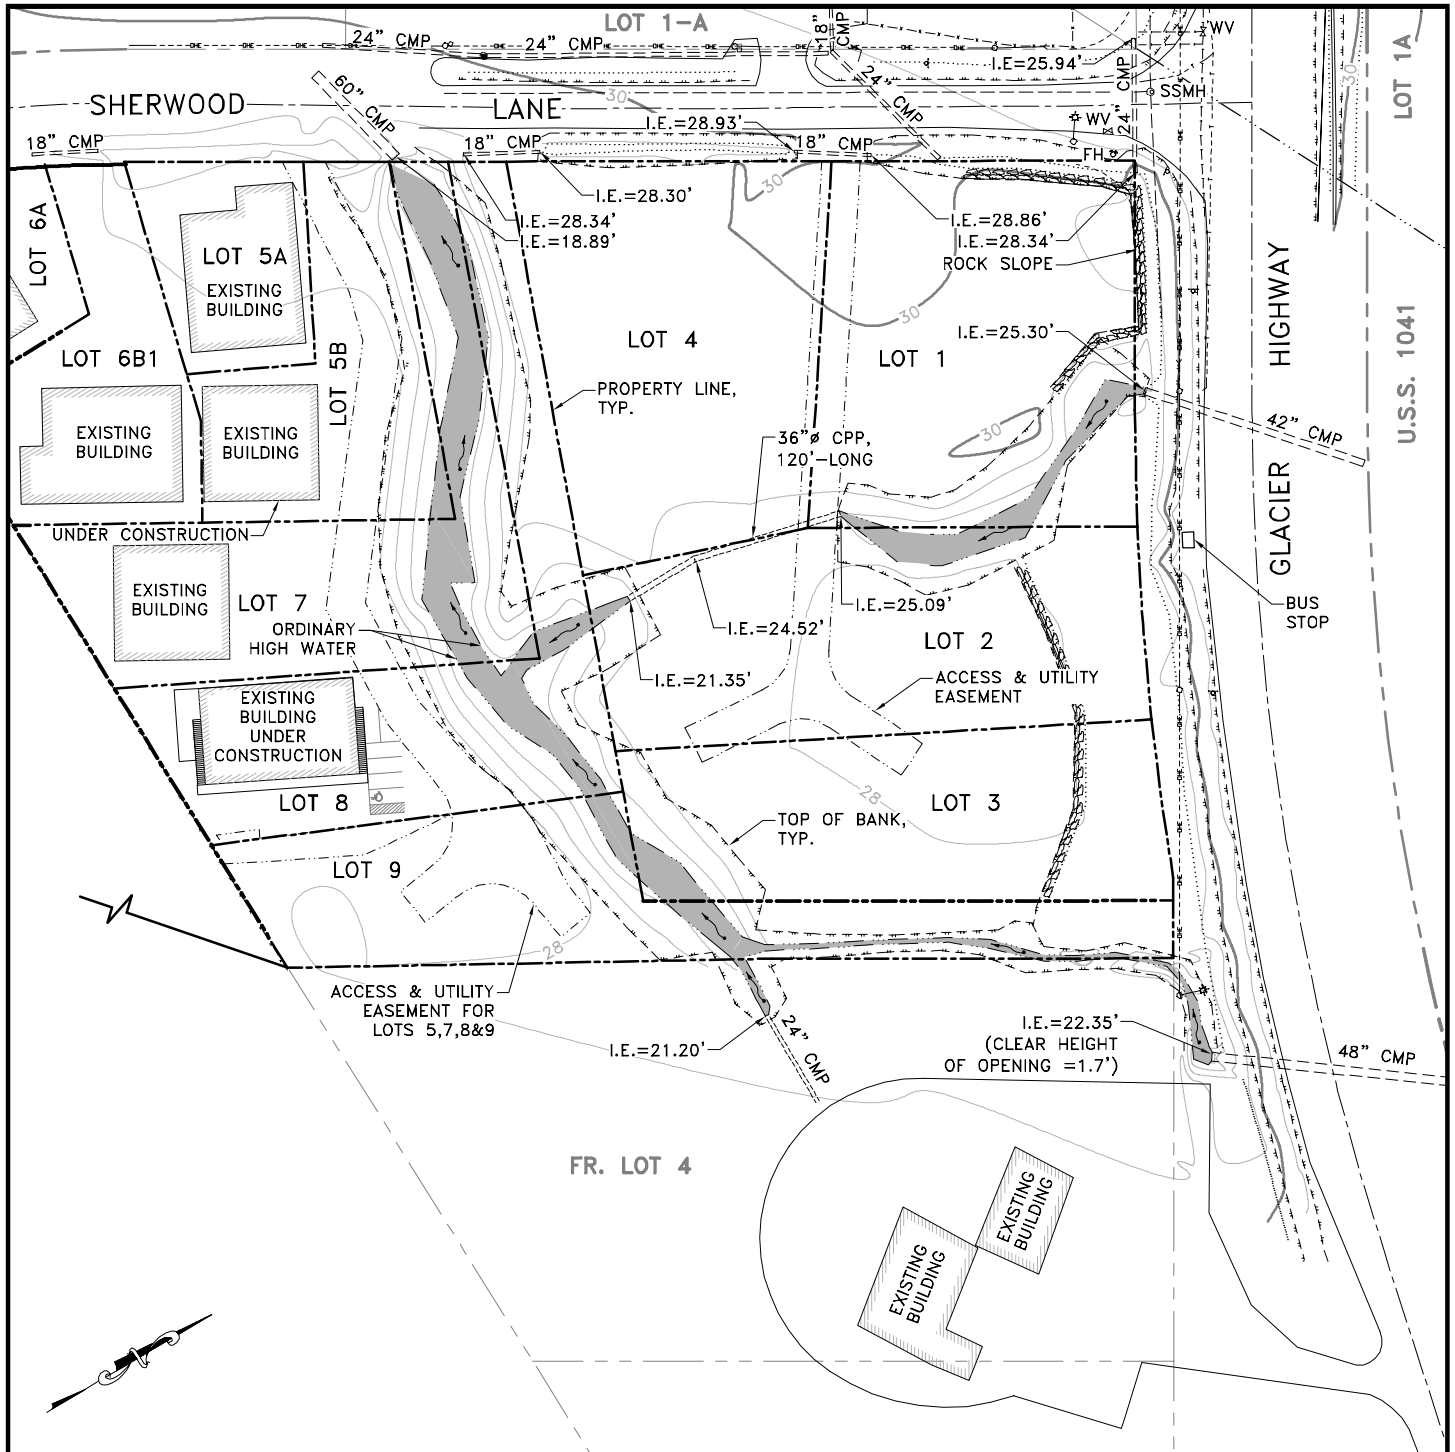 LOT 1-A
24" CMP
24" CMP
18" CMP
24" CMP
I.E=25.94'
24" CMP
WV
SSMH
WV
FH
LOT 1A
30
60" CMP
SHERWOOD LANE
30
I.E.=28.93'
18" CMP
18" CMP
18" CMP
30
I.E.=28.30'
I.E.=28.34'
I.E.=18.89'
I.E.=28.86'
I.E.=28.34'
ROCK SLOPE
LOT 6A
LOT 5A
EXISTING
BUILDING
30
I.E.=25.30'
GLACIER HIGHWAY
U.S.S. 1041
LOT 6B1
LOT 5B
LOT 4
LOT 1
PROPERTY LINE,
TYP.
EXISTING
BUILDING
EXISTING
BUILDING
36"ø CPP,
120'-LONG
30
42" CMP
UNDER CONSTRUCTION
EXISTING
BUILDING
LOT 7
ORDINARY
HIGH WATER
I.E.=25.09'
I.E.=24.52'
LOT 2
BUS
STOP
I.E.=21.35'
ACCESS & UTILITY
EASEMENT
EXISTING
BUILDING
UNDER
CONSTRUCTION
LOT 8
28
LOT 3
TOP OF BANK,
TYP.
LOT 9
28
ACCESS & UTILITY
EASEMENT FOR
LOTS 5,7,8&9
I.E.=21.20'
24" CMP
I.E.=22.35'
(CLEAR HEIGHT
OF OPENING =1.7')
48" CMP
FR. LOT 4
EXISTING
BUILDING
EXISTING
BUILDING